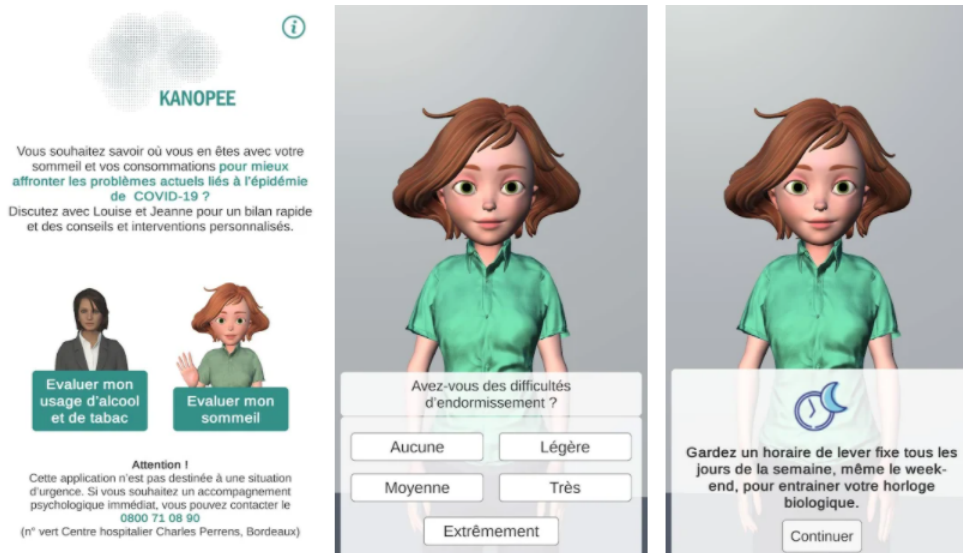 KANOPEE
Vous souhaitez savoir où vous en êtes avec votre
sommeil et vos consommations pour mieux
affronter les problèmes actuels liés à l'épidémie
de COVID-19 ?
Discutez avec Louise et Jeanne pour un bilan rapide
et des conseils et interventions personnalisés.
Evaluer mon
usage d'alcool
et de tabac
Evaluer mon
sommeil
Attention !
Cette application n'est pas destinée à une situation
d'urgence. Si vous souhaitez un accompagnement
psychologique immédiat, vous pouvez contacter le
0800 71 08 90
(n° vert Centre hospitalier Charles Perrens, Bordeaux)
Avez-vous des difficultés
d'endormissement ?
Aucune
Légère
Moyenne
Très
Extrêmement
Gardez un horaire de lever fixe tous les
jours de la semaine, même le week-
end, pour entrainer votre horloge
biologique.
Continuer